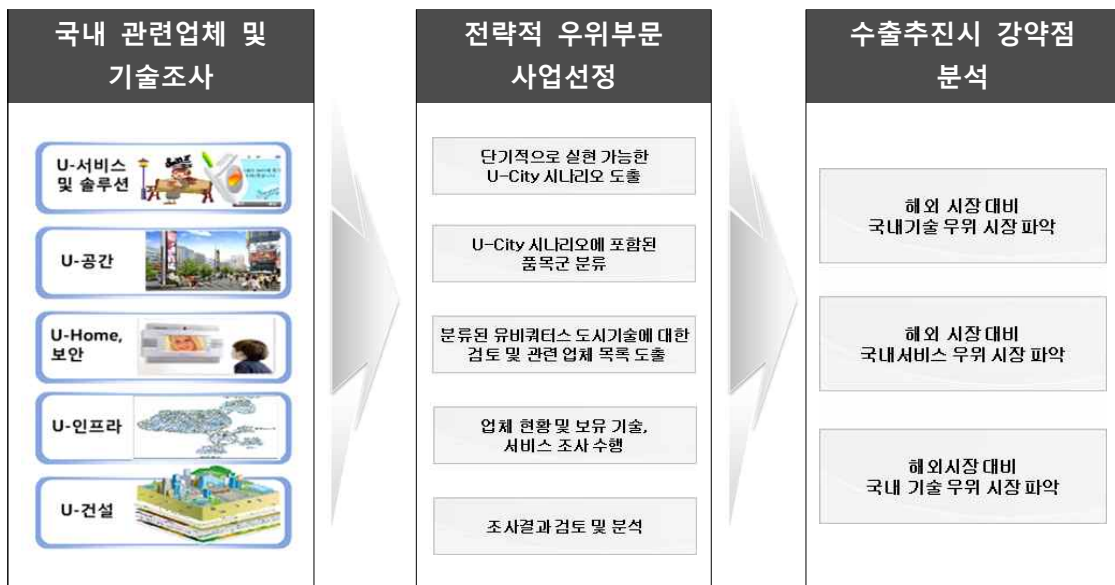 국내 관련업체 및
기술조사
U-서비스
및 솔루션
U-공간
U-Home,
보안
U-인프라
U-건설
전략적 우위부문
사업선정
단기적으로 실현 가능한
U-City 시나리오 도출
U-City 시나리오에 포함된
품목군 분류
분류된 유비쿼터스 도시기술에 대한
검토 및 관련 업체 목록 도출
업체 현황 및 보유 기술,
서비스 조사 수행
조사결과 검토 및 분석
수출추진시 강약점
분석
해외 시장 대비
국내기술 우위 시장 파악
해외 시장 대비
국내서비스 우위 시장 파악
해외시장 대비
국내 기술 우위 시장 파악